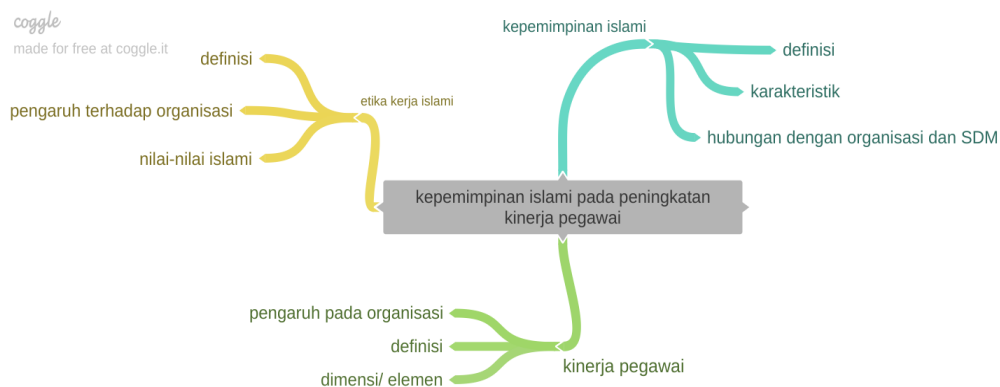 coggle
made for free at coggle.it
kepemimpinan islami
definisi
karakteristik
hubungan dengan organisasi dan SDM
etika kerja islami
definisi
pengaruh terhadap organisasi
nilai-nilai islami
kepemimpinan islami pada peningkatan
kinerja pegawai
pengaruh pada organisasi
definisi
dimensi/ elemen
kinerja pegawai